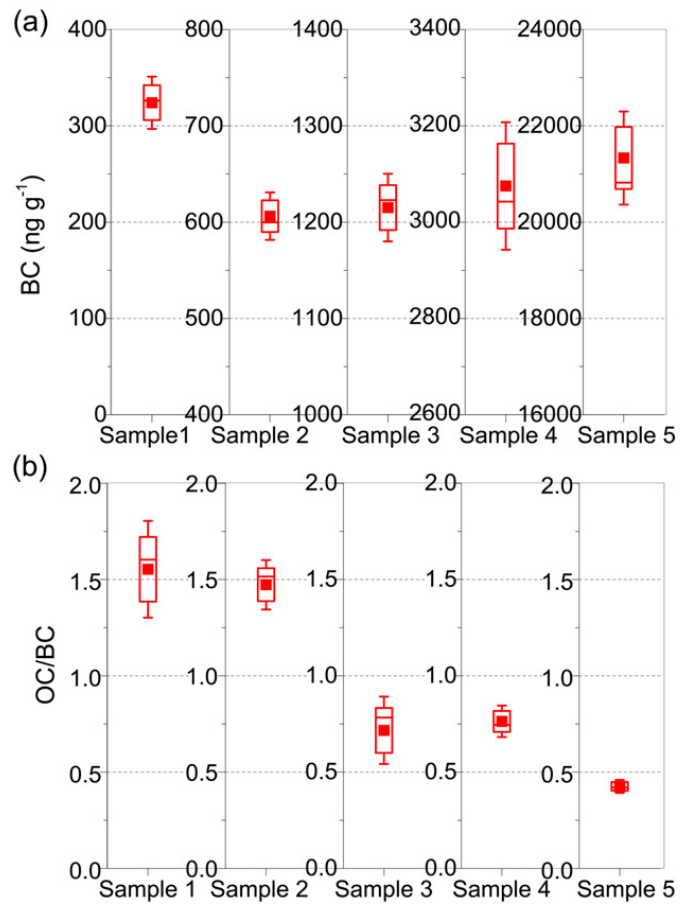 (a)
400 800 1400 3400 24000
300 700 1300 3200 22000
200 600 1200 3000 20000
100 500 1100 2800 18000
0 400 1000 2600 16000
BC (ng g⁻¹)
Sample1 Sample 2 Sample 3 Sample 4 Sample 5
(b)
2.0 2.0 2.0 2.0 2.0
1.5 1.5 1.5 1.5 1.5
1.0 1.0 1.0 1.0 1.0
0.5 0.5 0.5 0.5 0.5
0.0 0.0 0.0 0.0 0.0
OC/BC
Sample 1 Sample 2 Sample 3 Sample 4 Sample 5